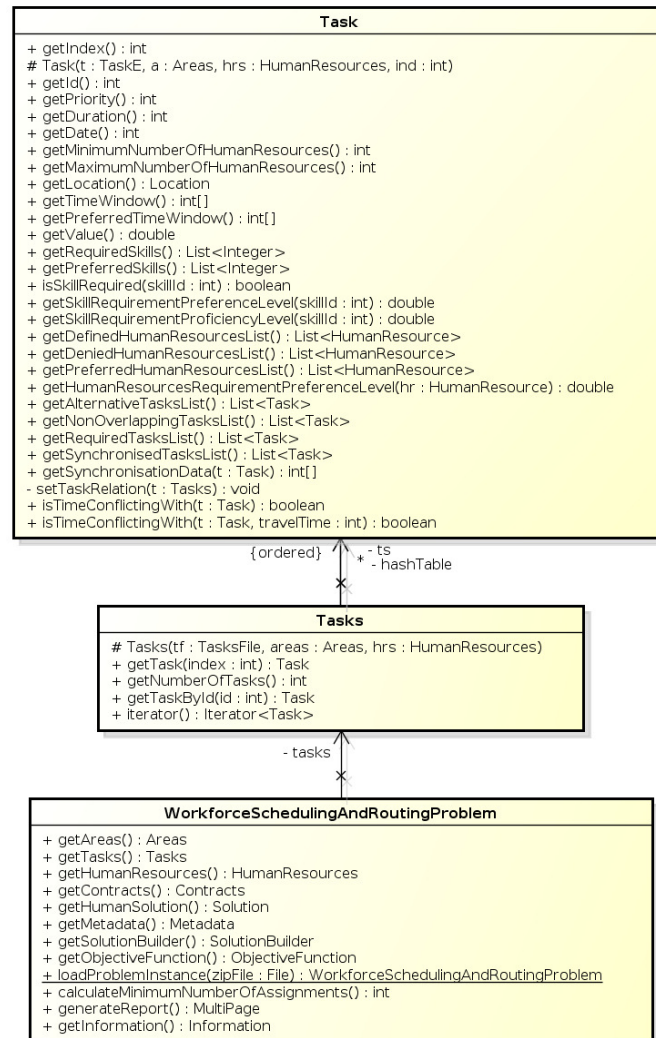 Task
+ getIndex() : int
# Task(t : TaskE, a : Areas, hrs : HumanResources, ind : int)
+ getId() : int
+ getPriority() : int
+ getDuration() : int
+ getDate() : int
+ getMinimumNumberOfHumanResources() : int
+ getMaximumNumberOfHumanResources() : int
+ getLocation() : Location
+ getTimeWindow() : int[]
+ getPreferredTimeWindow() : int[]
+ getValue() : double
+ getRequiredSkills() : List<Integer>
+ getPreferredSkills() : List<Integer>
+ isSkillRequired(skillId : int) : boolean
+ getSkillRequirementPreferenceLevel(skillId : int) : double
+ getSkillRequirementProficiencyLevel(skillId : int) : double
+ getDefinedHumanResourcesList() : List<HumanResource>
+ getDeniedHumanResourcesList() : List<HumanResource>
+ getPreferredHumanResourcesList() : List<HumanResource>
+ getHumanResourcesRequirementPreferenceLevel(hr : HumanResource) : double
+ getAlternativeTasksList() : List<Task>
+ getNonOverlappingTasksList() : List<Task>
+ getRequiredTasksList() : List<Task>
+ getSynchronisedTasksList() : List<Task>
+ getSynchronisationData(t : Task) : int[]
- setTaskRelation(t : Tasks) : void
+ isTimeConflictingWith(t : Task) : boolean
+ isTimeConflictingWith(t : Task, travelTime : int) : boolean
{ordered} - ts
* - hashTable
Tasks
# Tasks(tf : TasksFile, areas : Areas, hrs : HumanResources)
+ getTask(index : int) : Task
+ getNumberOfTasks() : int
+ getTaskById(id : int) : Task
+ iterator() : Iterator<Task>
- tasks
WorkforceSchedulingAndRoutingProblem
+ getAreas() : Areas
+ getTasks() : Tasks
+ getHumanResources() : HumanResources
+ getContracts() : Contracts
+ getHumanSolution() : Solution
+ getMetadata() : Metadata
+ getSolutionBuilder() : SolutionBuilder
+ getObjectiveFunction() : ObjectiveFunction
+ loadProblemInstance(zipFile : File) : WorkforceSchedulingAndRoutingProblem
+ calculateMinimumNumberOfAssignments() : int
+ generateReport() : MultiPage
+ getInformation() : Information